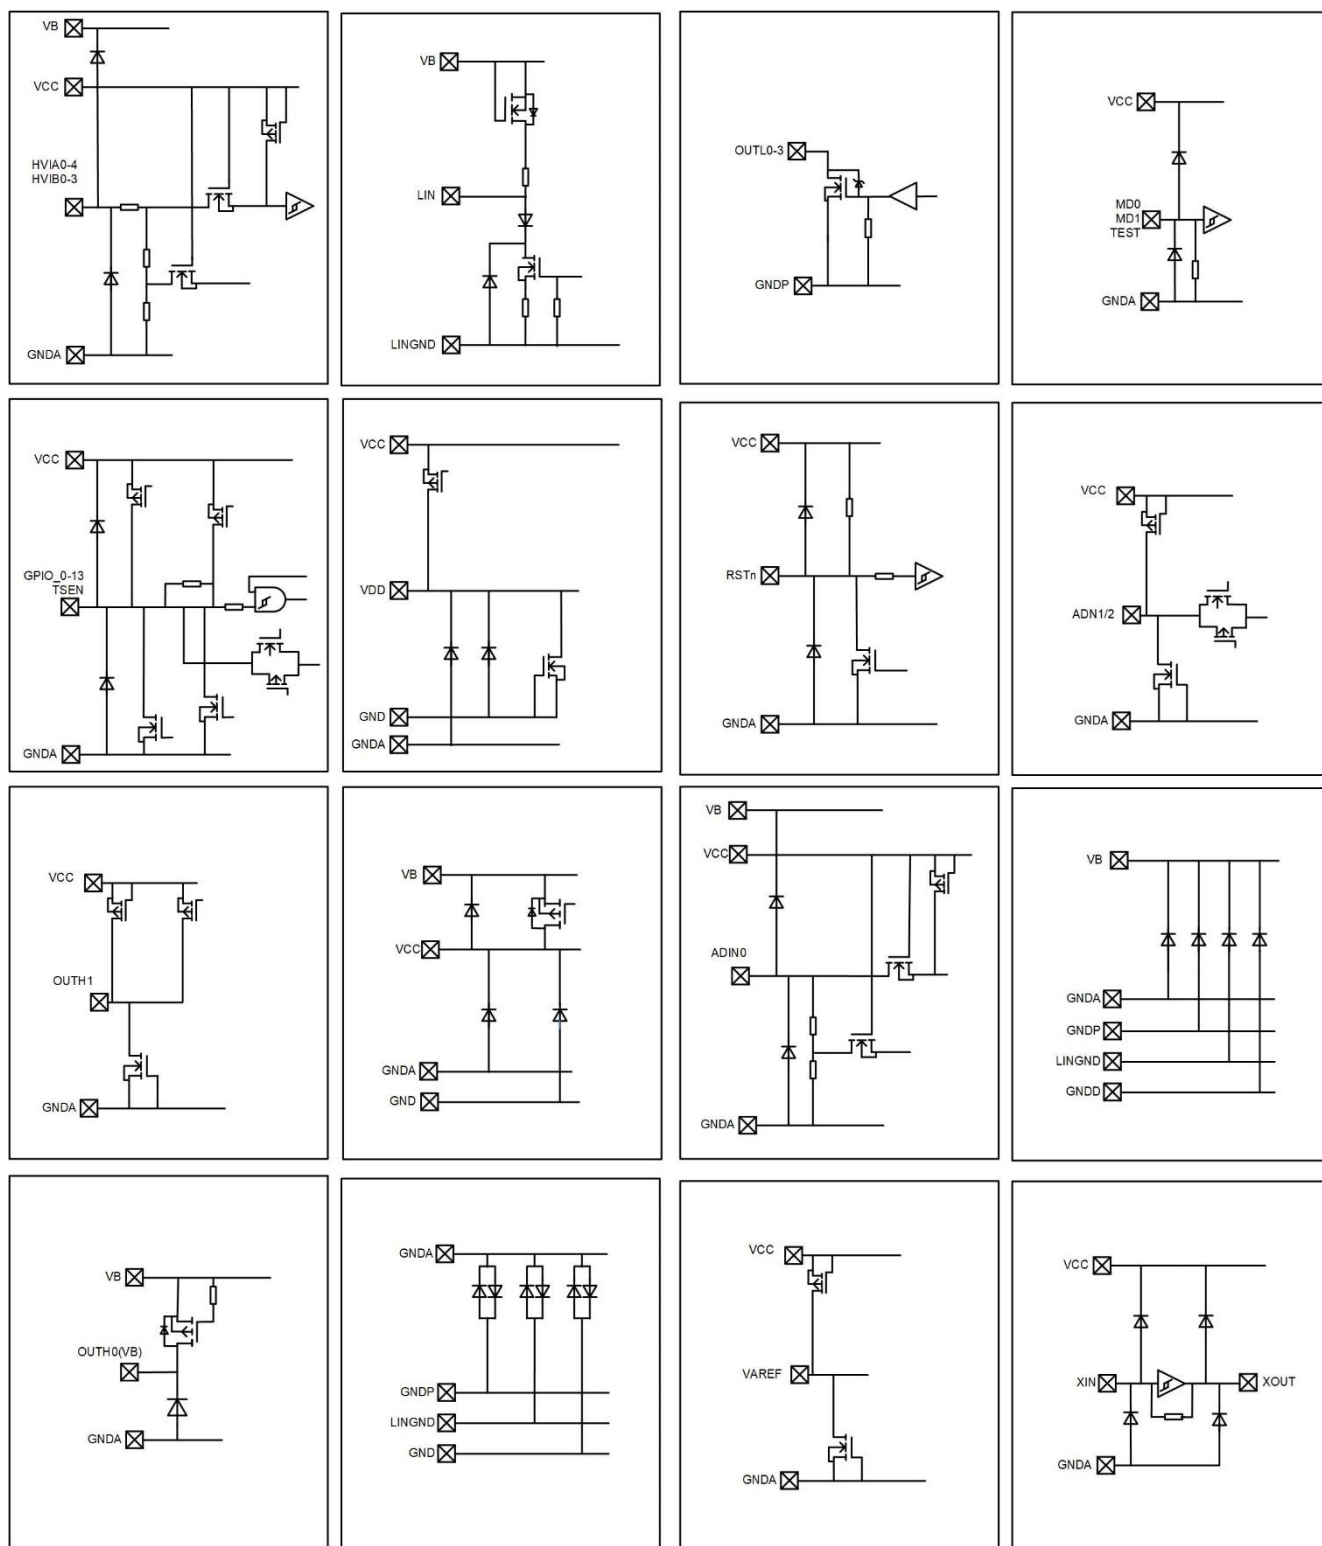 VB
VCC
HVIA0-4
HVIB0-3
GNDA
VB
LIN
LINGND
OUTL0-3
GNDP
VCC
MD0
MD1
TEST
GNDA
VCC
GPIO_0-13
TSEN
GNDA
VCC
VDD
GND
GNDA
VCC
RSTn
GNDA
VCC
ADN1/2
GNDA
VCC
OUTH1
GNDA
VB
VCC
GNDA
GND
VB
VCC
ADIN0
GNDA
VB
GNDA
GNDP
LINGND
GNDD
VB
OUTH0(VB)
GNDA
GNDA
GNDP
LINGND
GND
VCC
VAREF
GNDA
VCC
XIN
XOUT
GNDA